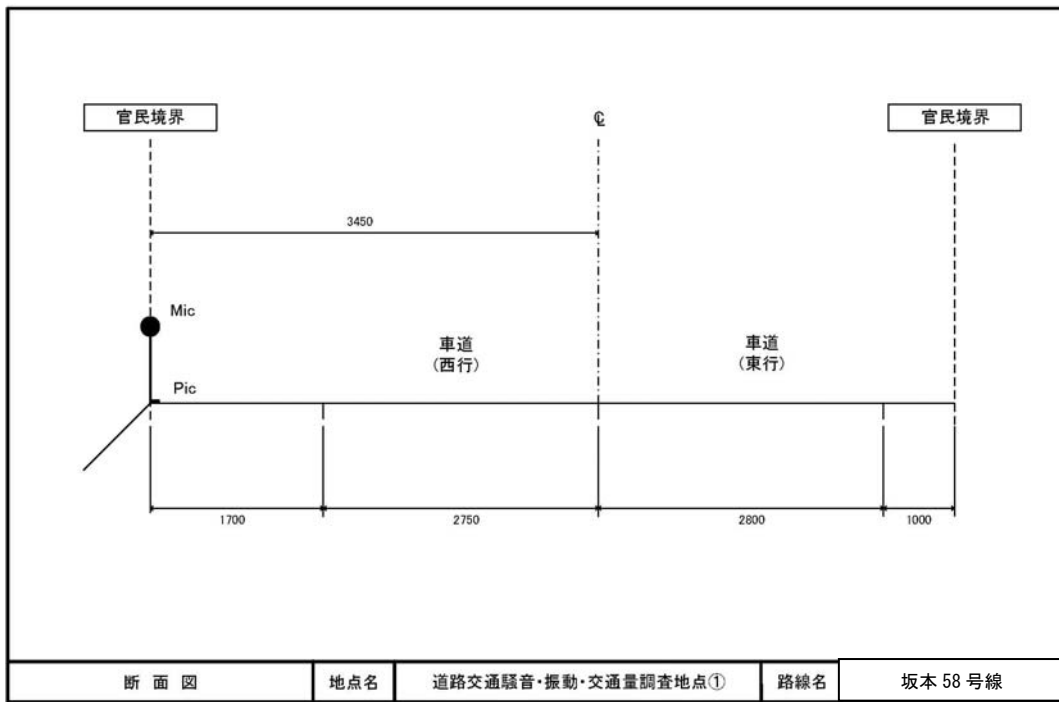 官民境界
℄
官民境界
3450
Mic
車道
(西行)
車道
(東行)
Pic
1700
2750
2800
1000
断面図
地点名
道路交通騒音・振動・交通量調査地点①
路線名
坂本58号線